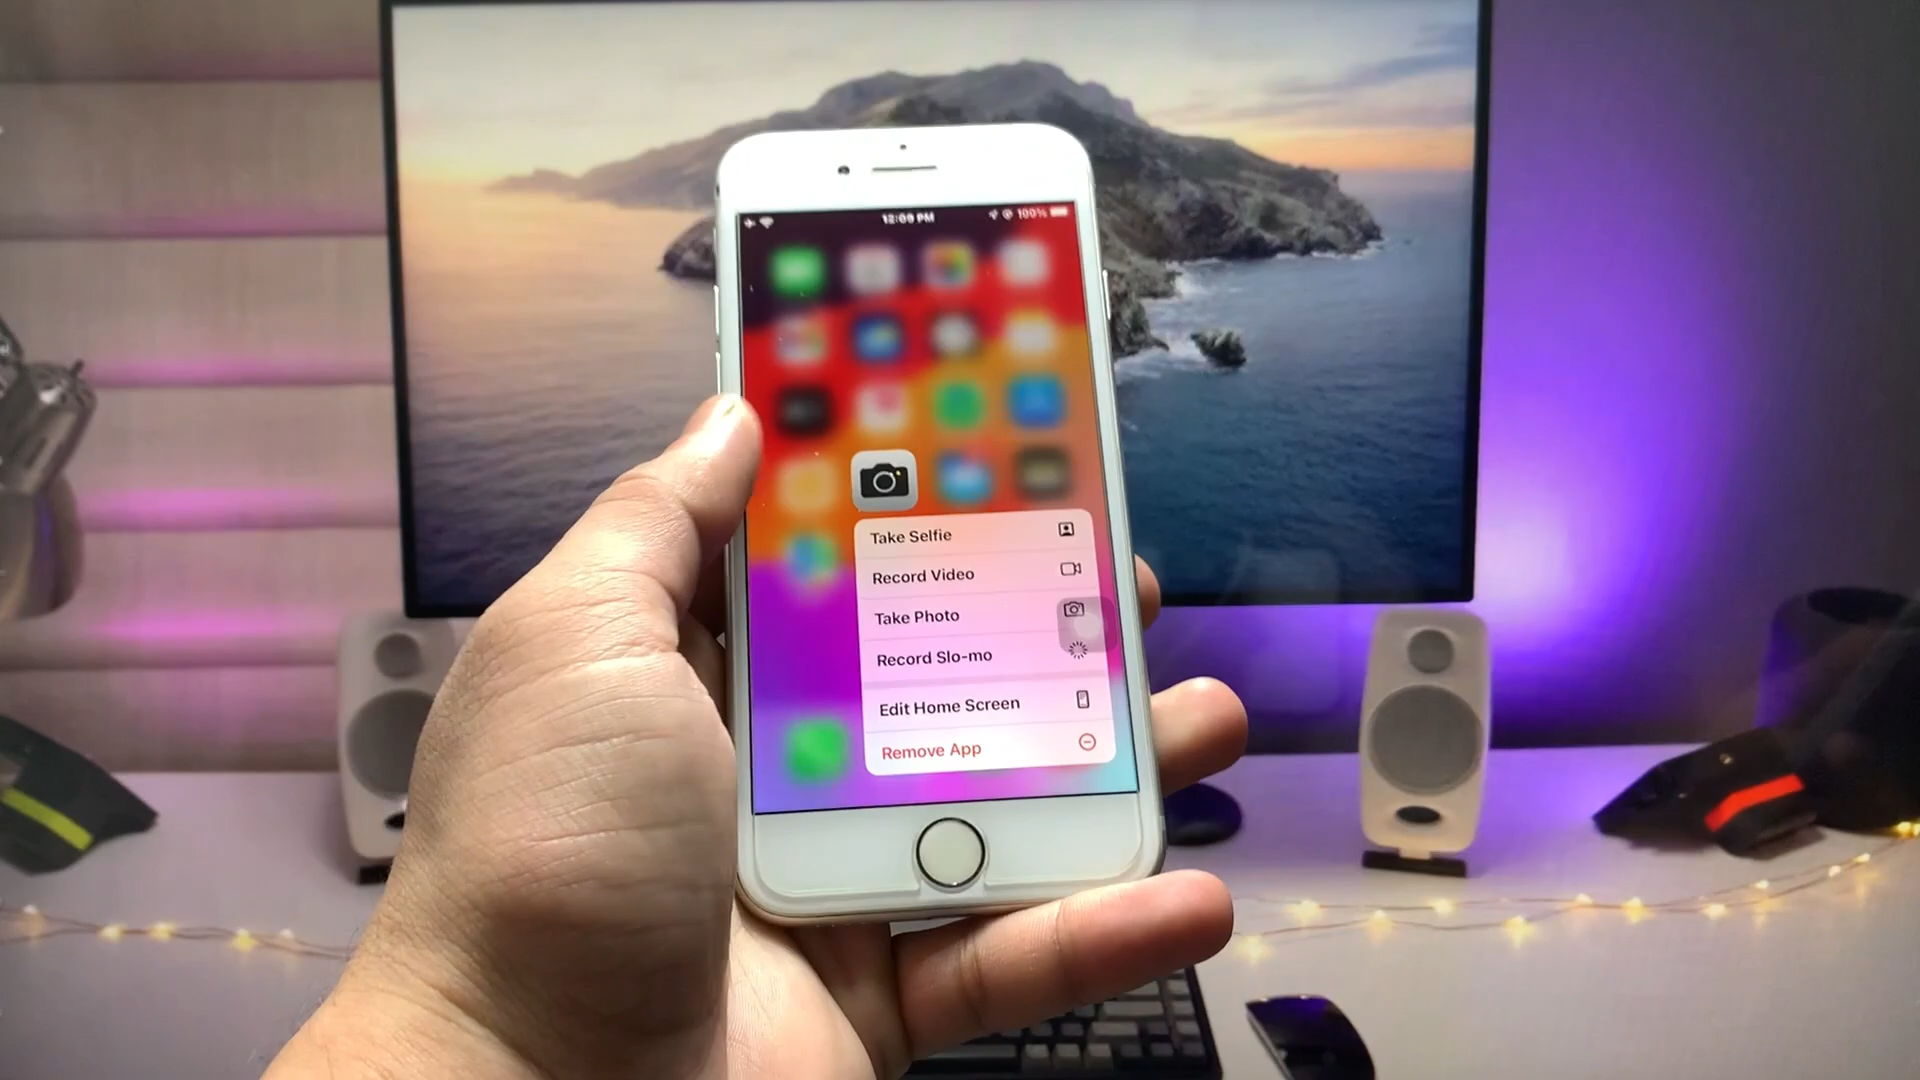 12:09 PM
100%
Take Selfie
Record Video
Take Photo
Record Slo-mo
Edit Home Screen
Remove App